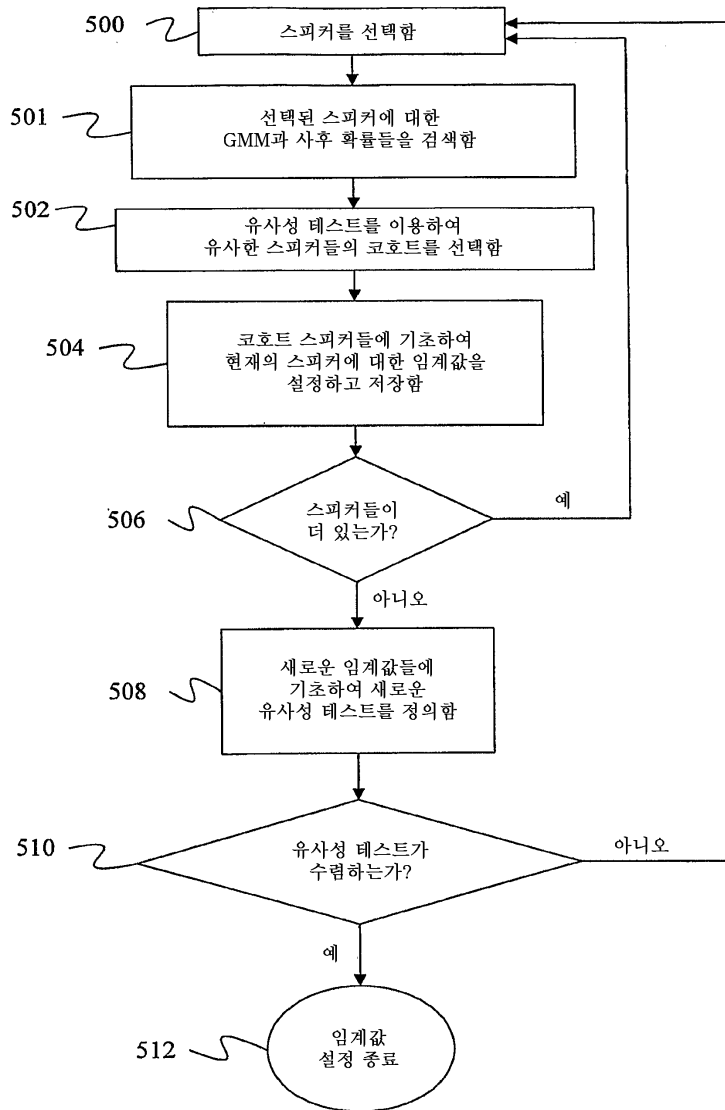 500
스피커를 선택함
501
선택된 스피커에 대한
GMM과 사후 확률들을 검색함
502
유사성 테스트를 이용하여
유사한 스피커들의 코호트를 선택함
504
코호트 스피커들에 기초하여
현재의 스피커에 대한 임계값을
설정하고 저장함
506
스피커들이
더 있는가?
예
아니오
508
새로운 임계값들에
기초하여 새로운
유사성 테스트를 정의함
510
유사성 테스트가
수렴하는가?
아니오
예
512
임계값
설정 종료